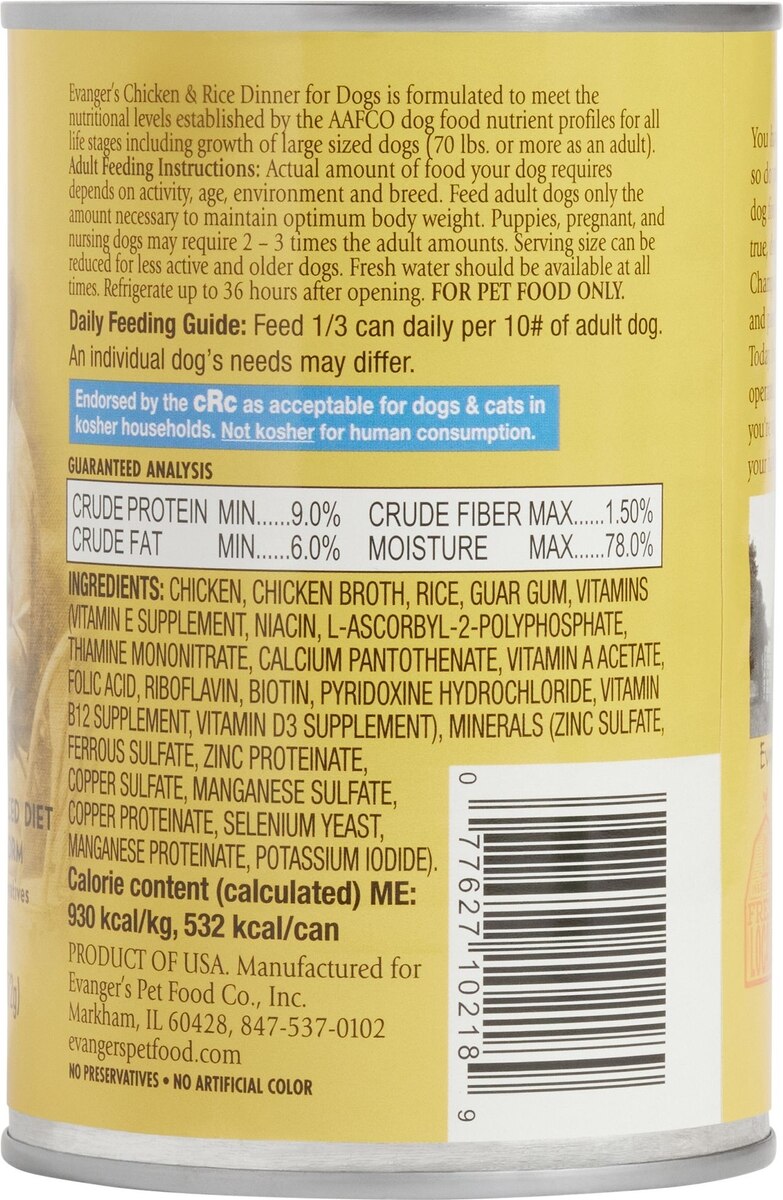 Evanger's Chicken & Rice Dinner for Dogs is formulated to meet the
nutritional levels established by the AAFCO dog food nutrient profiles for all
life stages including growth of large sized dogs (70 lbs. or more as an adult).
Adult Feeding Instructions: Actual amount of food your dog requires
depends on activity, age, environment and breed. Feed adult dogs only the
amount necessary to maintain optimum body weight. Puppies, pregnant, and
nursing dogs may require 2 – 3 times the adult amounts. Serving size can be
reduced for less active and older dogs. Fresh water should be available at all
times. Refrigerate up to 36 hours after opening. FOR PET FOOD ONLY.
Daily Feeding Guide: Feed 1/3 can daily per 10# of adult dog.
An individual dog's needs may differ.
Endorsed by the cRc as acceptable for dogs & cats in
kosher households. Not kosher for human consumption.
GUARANTEED ANALYSIS
CRUDE PROTEIN MIN......9.0% CRUDE FIBER MAX......1.50%
CRUDE FAT MIN......6.0% MOISTURE MAX......78.0%
INGREDIENTS: CHICKEN, CHICKEN BROTH, RICE, GUAR GUM, VITAMINS
(VITAMIN E SUPPLEMENT, NIACIN, L-ASCORBYL-2-POLYPHOSPHATE,
THIAMINE MONONITRATE, CALCIUM PANTOTHENATE, VITAMIN A ACETATE,
FOLIC ACID, RIBOFLAVIN, BIOTIN, PYRIDOXINE HYDROCHLORIDE, VITAMIN
B12 SUPPLEMENT, VITAMIN D3 SUPPLEMENT), MINERALS (ZINC SULFATE,
FERROUS SULFATE, ZINC PROTEINATE,
COPPER SULFATE, MANGANESE SULFATE,
COPPER PROTEINATE, SELENIUM YEAST,
MANGANESE PROTEINATE, POTASSIUM IODIDE).
Calorie content (calculated) ME:
930 kcal/kg, 532 kcal/can
PRODUCT OF USA. Manufactured for
Evanger's Pet Food Co., Inc.
Markham, IL 60428, 847-537-0102
evangerspetfood.com
NO PRESERVATIVES • NO ARTIFICIAL COLOR
0 77627 10218 9
DIET
You
so
dog
true,
and
your